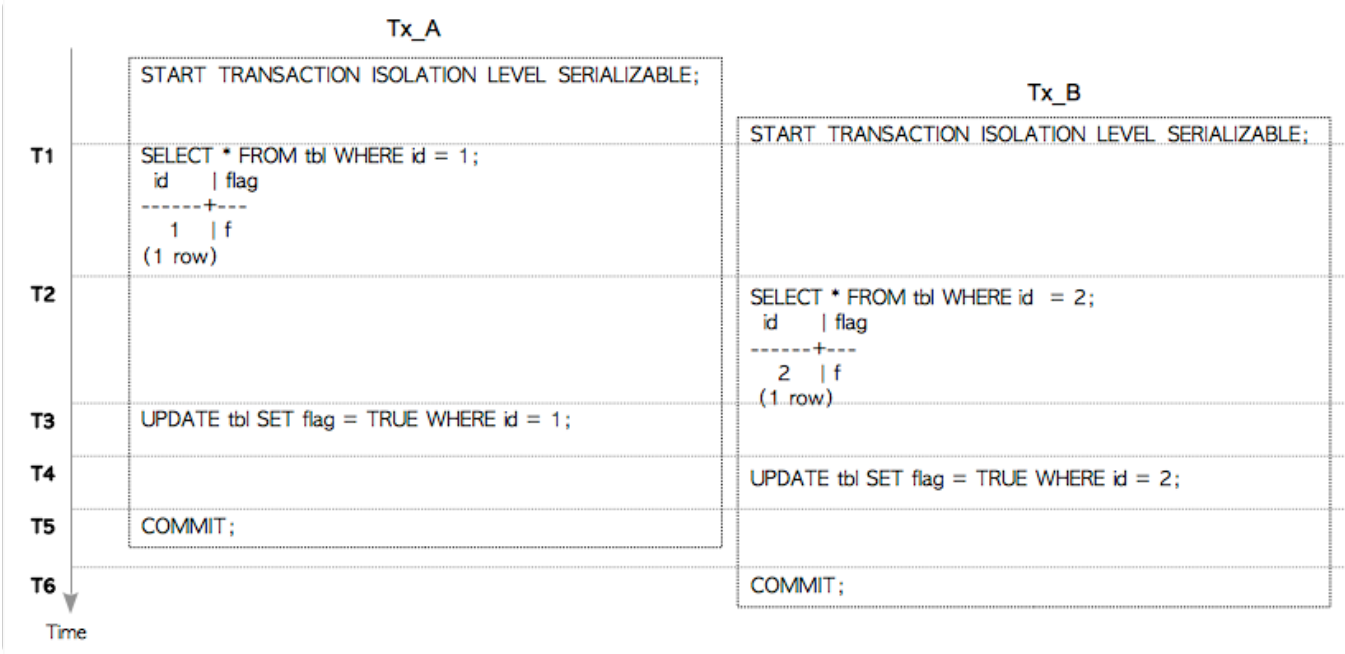 Tx_A
START TRANSACTION ISOLATION LEVEL SERIALIZABLE;
Tx_B
START TRANSACTION ISOLATION LEVEL SERIALIZABLE;
T1
SELECT * FROM tbl WHERE id = 1;
id | flag
------+---
1 | f
(1 row)
T2
SELECT * FROM tbl WHERE id = 2;
id | flag
------+---
2 | f
(1 row)
T3
UPDATE tbl SET flag = TRUE WHERE id = 1;
T4
UPDATE tbl SET flag = TRUE WHERE id = 2;
T5
COMMIT;
T6
COMMIT;
Time